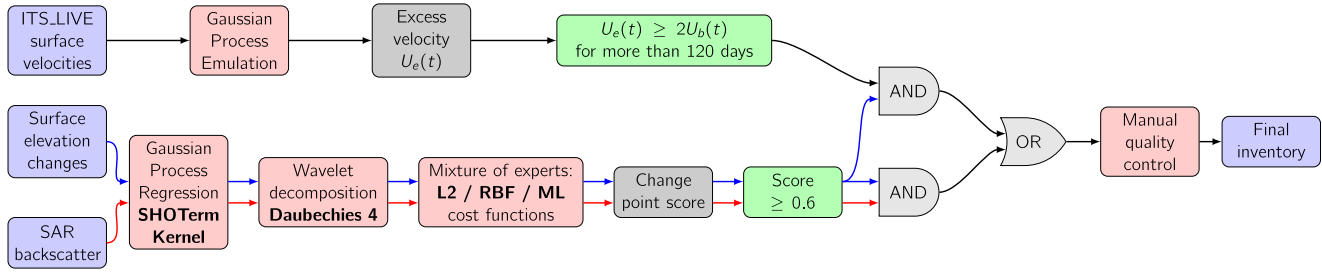 ITS_LIVE
surface
velocities
Gaussian
Process
Emulation
Excess
velocity
Uₑ(t)
Uₑ(t) ≥ 2U_b(t)
for more than 120 days
AND
Surface
elevation
changes
SAR
backscatter
Gaussian
Process
Regression
SHOTerm
Kernel
Wavelet
decomposition
Daubechies 4
Mixture of experts:
L2 / RBF / ML
cost functions
Change
point score
Score
≥ 0.6
AND
OR
Manual
quality
control
Final
inventory